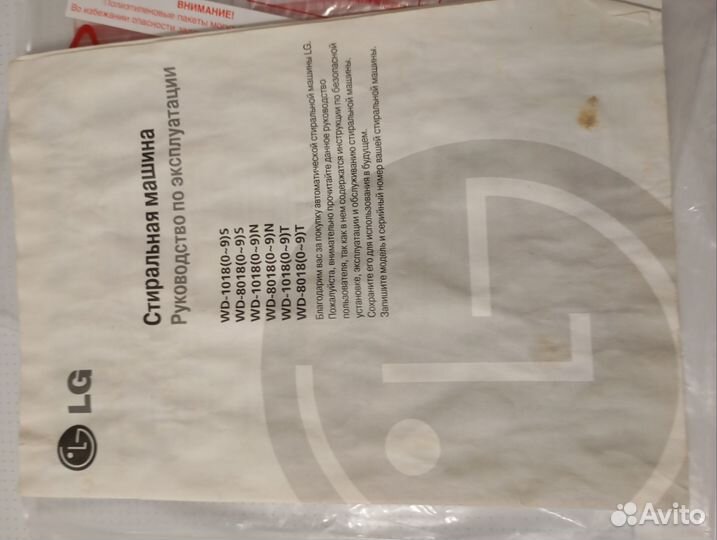 ВНИМАНИЕ!
Полиэтиленовые пакеты
Во избежании опасности
LG
Стиральная машина
Руководство по эксплуатации
WD-1018(0~9)S
WD-8018(0~9)S
WD-1018(0~9)N
WD-8018(0~9)N
WD-1018(0~9)T
WD-8018(0~9)T
Благодарим вас за покупку автоматической стиральной машины LG.
Пожалуйста, внимательно прочитайте данное руководство
пользователя, так как в нем содержатся инструкции по безопасной
установке, эксплуатации и обслуживанию стиральной машины.
Сохраните его для использования в будущем.
Запишите модель и серийный номер вашей стиральной машины.
Avito